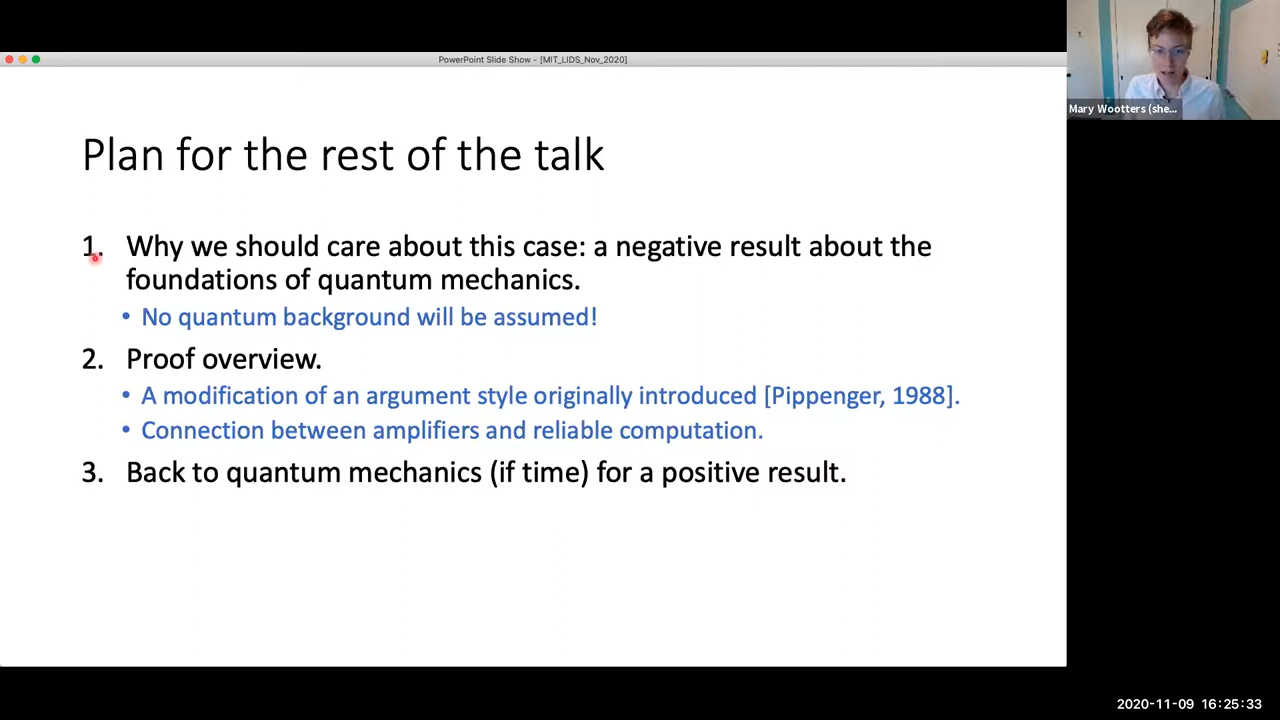 PowerPoint Slide Show - [MIT_LIDS_Nov_2020]
Plan for the rest of the talk
1. Why we should care about this case: a negative result about the
foundations of quantum mechanics.
• No quantum background will be assumed!
2. Proof overview.
• A modification of an argument style originally introduced [Pippenger, 1988].
• Connection between amplifiers and reliable computation.
3. Back to quantum mechanics (if time) for a positive result.
Mary Wootters (she...
2020-11-09 16:25:33